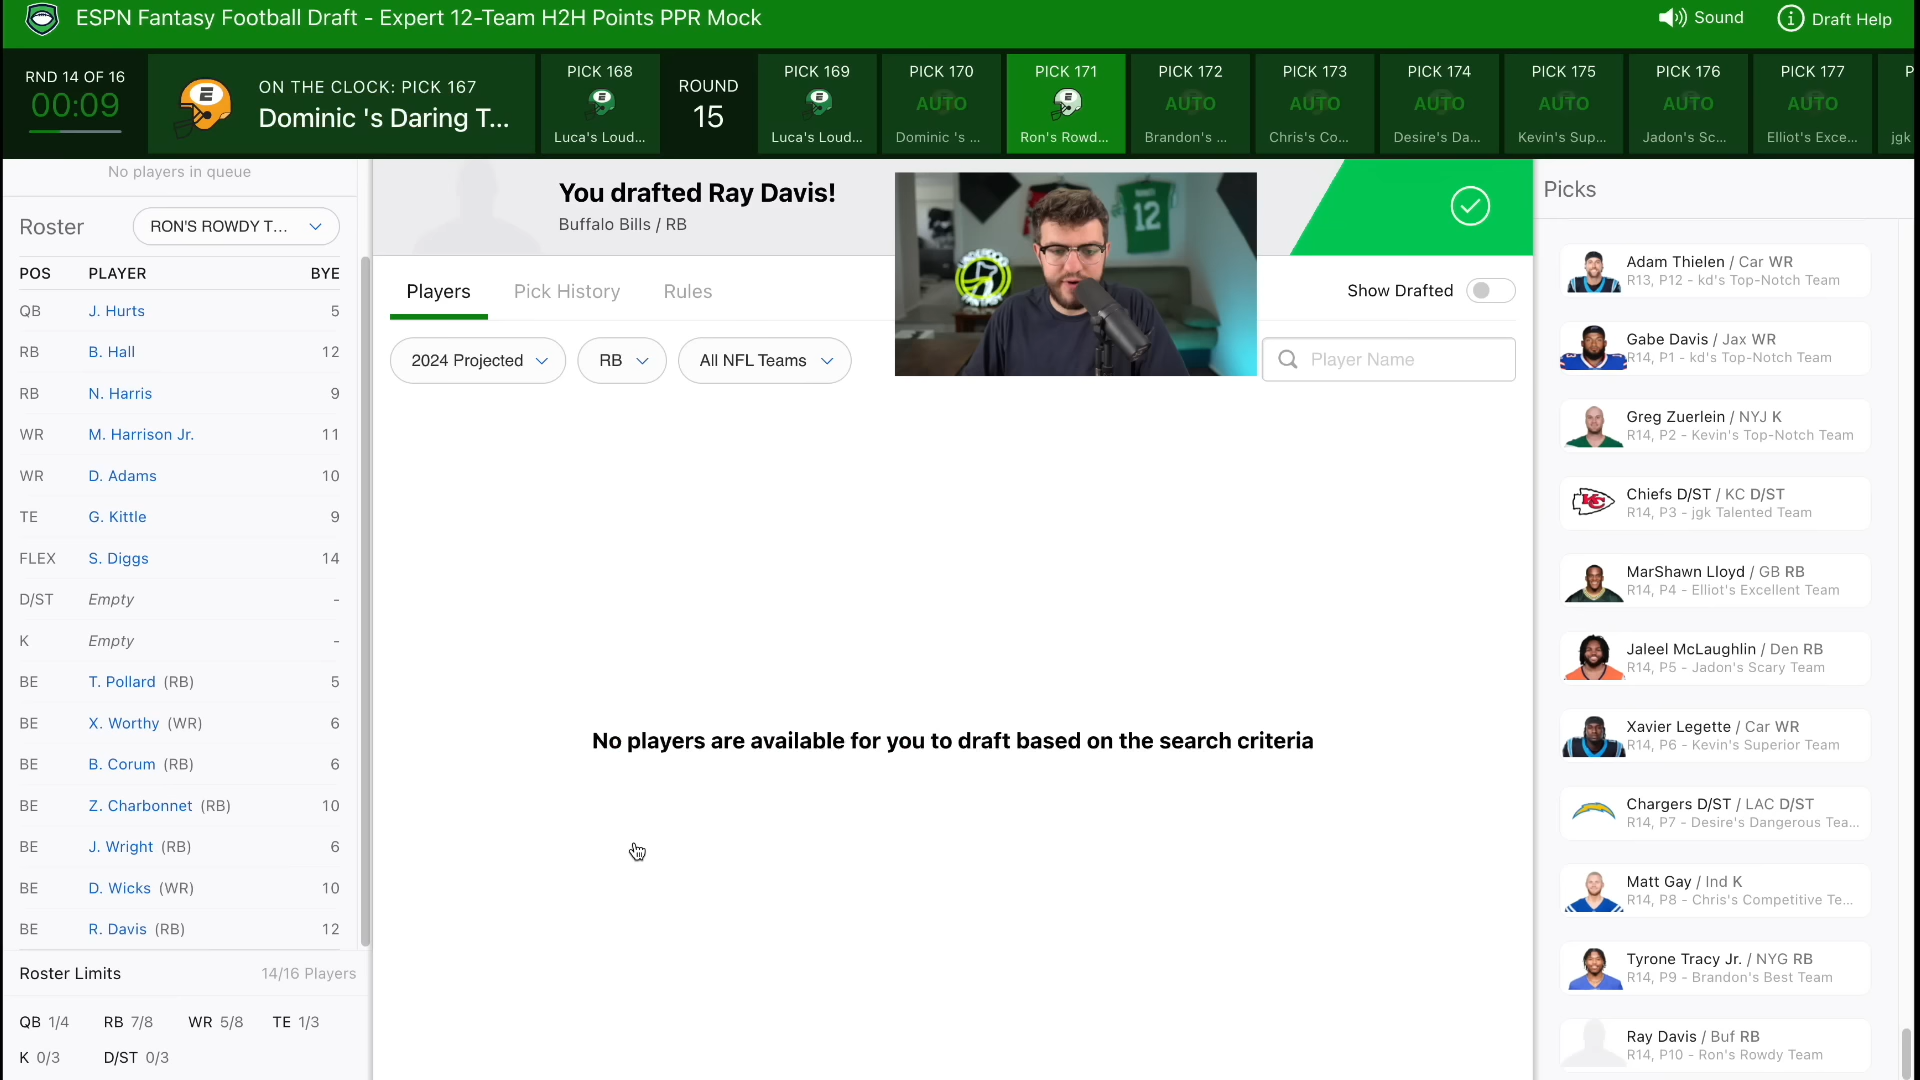 ESPN Fantasy Football Draft - Expert 12-Team H2H Points PPR Mock
Sound
Draft Help
RND 14 OF 16
00:09
ON THE CLOCK: PICK 167
Dominic 's Daring T...
PICK 168
Luca's Loud...
ROUND
15
PICK 169
Luca's Loud...
PICK 170
AUTO
Dominic 's ...
PICK 171
Ron's Rowd...
PICK 172
AUTO
Brandon's ...
PICK 173
AUTO
Chris's Co...
PICK 174
AUTO
Desire's Da...
PICK 175
AUTO
Kevin's Sup...
PICK 176
AUTO
Jadon's Sc...
PICK 177
AUTO
Elliot's Exce...
P
jgk
No players in queue
Roster
RON'S ROWDY T...
POS PLAYER BYE
QB J. Hurts 5
RB B. Hall 12
RB N. Harris 9
WR M. Harrison Jr. 11
WR D. Adams 10
TE G. Kittle 9
FLEX S. Diggs 14
D/ST Empty -
K Empty -
BE T. Pollard (RB) 5
BE X. Worthy (WR) 6
BE B. Corum (RB) 6
BE Z. Charbonnet (RB) 10
BE J. Wright (RB) 6
BE D. Wicks (WR) 10
BE R. Davis (RB) 12
Roster Limits 14/16 Players
QB 1/4 RB 7/8 WR 5/8 TE 1/3
K 0/3 D/ST 0/3
You drafted Ray Davis!
Buffalo Bills / RB
12
Players Pick History Rules
Show Drafted
2024 Projected RB All NFL Teams
Player Name
No players are available for you to draft based on the search criteria
Picks
Adam Thielen / Car WR
R13, P12 - kd's Top-Notch Team
Gabe Davis / Jax WR
R14, P1 - kd's Top-Notch Team
Greg Zuerlein / NYJ K
R14, P2 - Kevin's Top-Notch Team
Chiefs D/ST / KC D/ST
R14, P3 - jgk Talented Team
MarShawn Lloyd / GB RB
R14, P4 - Elliot's Excellent Team
Jaleel McLaughlin / Den RB
R14, P5 - Jadon's Scary Team
Xavier Legette / Car WR
R14, P6 - Kevin's Superior Team
Chargers D/ST / LAC D/ST
R14, P7 - Desire's Dangerous Tea...
Matt Gay / Ind K
R14, P8 - Chris's Competitive Te...
Tyrone Tracy Jr. / NYG RB
R14, P9 - Brandon's Best Team
Ray Davis / Buf RB
R14, P10 - Ron's Rowdy Team